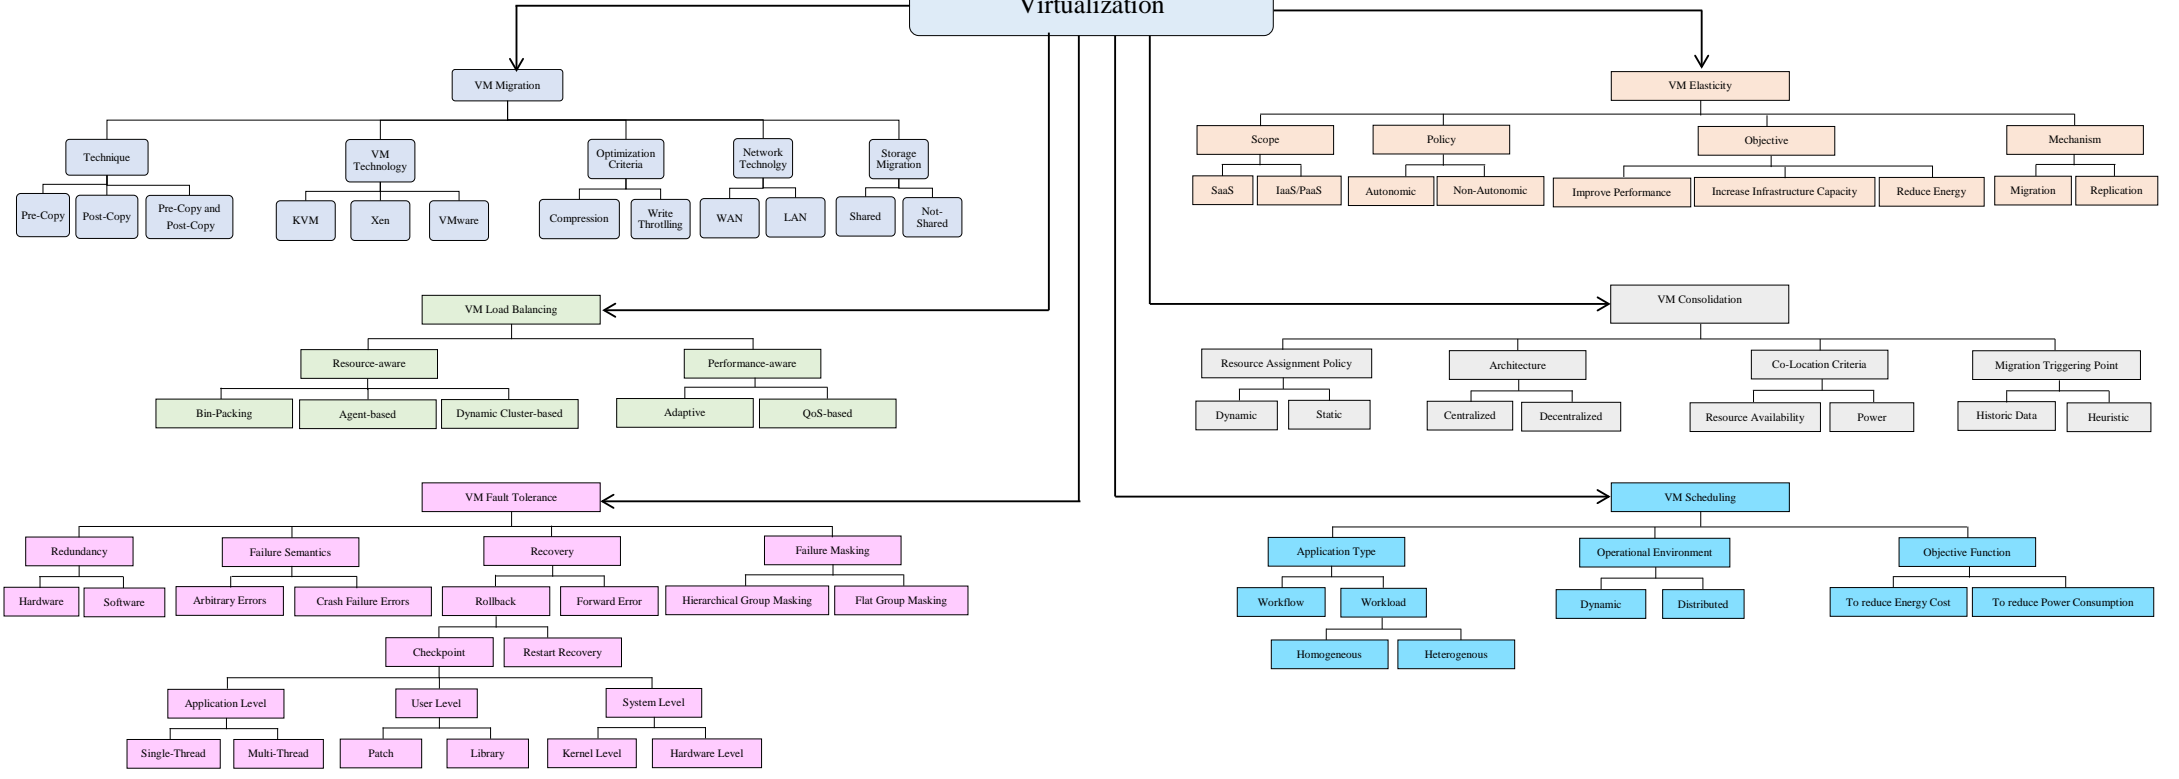 Virtualization
VM Migration
Technique
VM
Technology
Optimization
Criteria
Network
Technolgy
Storage
Migration
Pre-Copy
Post-Copy
Pre-Copy and
Post-Copy
KVM
Xen
VMware
Compression
Write
Throtlling
WAN
LAN
Shared
Not-
Shared
VM Elasticity
Scope
Policy
Objective
Mechanism
SaaS
IaaS/PaaS
Autonomic
Non-Autonomic
Improve Performance
Increase Infrastructure Capacity
Reduce Energy
Migration
Replication
VM Load Balancing
Resource-aware
Performance-aware
Bin-Packing
Agent-based
Dynamic Cluster-based
Adaptive
QoS-based
VM Consolidation
Resource Assignment Policy
Architecture
Co-Location Criteria
Migration Triggering Point
Dynamic
Static
Centralized
Decentralized
Resource Availability
Power
Historic Data
Heuristic
VM Fault Tolerance
Redundancy
Failure Semantics
Recovery
Failure Masking
Hardware
Software
Arbitrary Errors
Crash Failure Errors
Rollback
Forward Error
Hierarchical Group Masking
Flat Group Masking
Checkpoint
Restart Recovery
Application Level
User Level
System Level
Single-Thread
Multi-Thread
Patch
Library
Kernel Level
Hardware Level
VM Scheduling
Application Type
Operational Environment
Objective Function
Workflow
Workload
Dynamic
Distributed
To reduce Energy Cost
To reduce Power Consumption
Homogeneous
Heterogenous